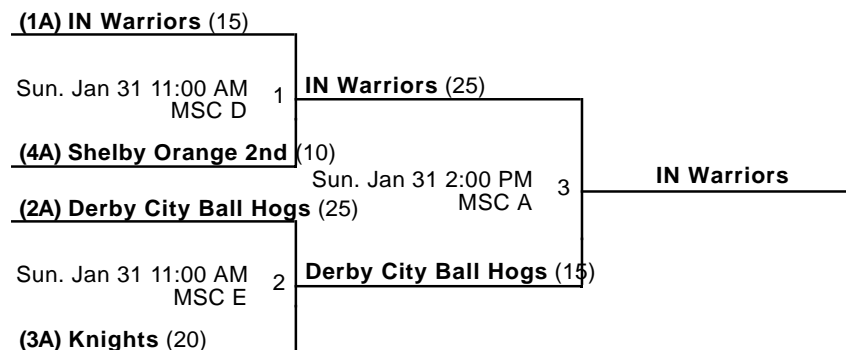 (1A) IN Warriors (15)
Sun. Jan 31 11:00 AM
MSC D
1
IN Warriors (25)
(4A) Shelby Orange 2nd (10)
Sun. Jan 31 2:00 PM
MSC A
3
IN Warriors
(2A) Derby City Ball Hogs (25)
Sun. Jan 31 11:00 AM
MSC E
2
Derby City Ball Hogs (15)
(3A) Knights (20)